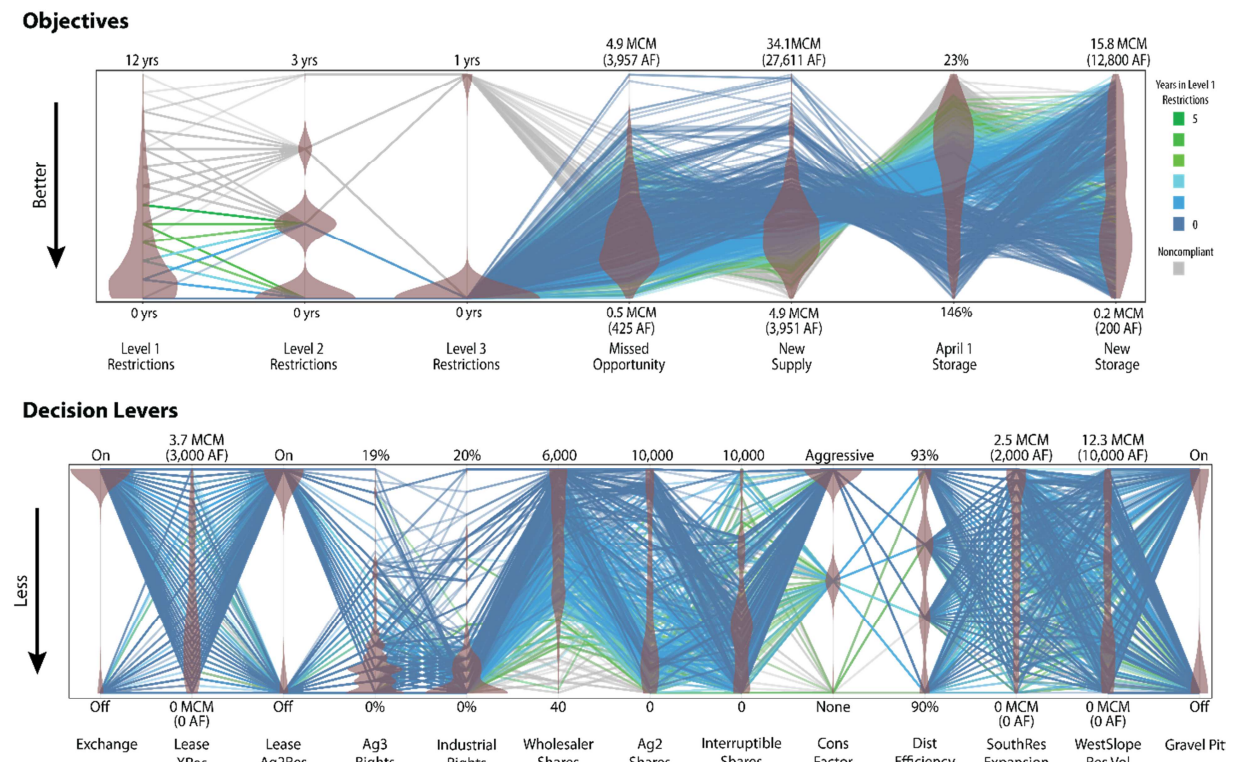 Objectives
4.9 MCM 34.1MCM 15.8 MCM
12 yrs 3 yrs 1 yrs (3,957 AF) (27,611 AF) 23% (12,800 AF)
Years in Level 1
Restrictions
5
0
Noncompliant
Better
0 yrs 0 yrs 0 yrs 0.5 MCM 4.9 MCM 146% 0.2 MCM
(425 AF) (3,951 AF) (200 AF)
Level 1 Level 2 Level 3 Missed New April 1 New
Restrictions Restrictions Restrictions Opportunity Supply Storage Storage
Decision Levers
3.7 MCM 2.5 MCM 12.3 MCM
On (3,000 AF) On 19% 20% 6,000 10,000 10,000 Aggressive 93% (2,000 AF) (10,000 AF) On
Less
Off 0 MCM Off 0% 0% 40 0 0 None 90% 0 MCM 0 MCM Off
(0 AF) (0 AF) (0 AF)
Exchange Lease Lease Ag3 Industrial Wholesaler Ag2 Interruptible Cons Dist SouthRes WestSlope Gravel Pit
Rights Rights Shares Shares Shares Factor Efficiency Expansion